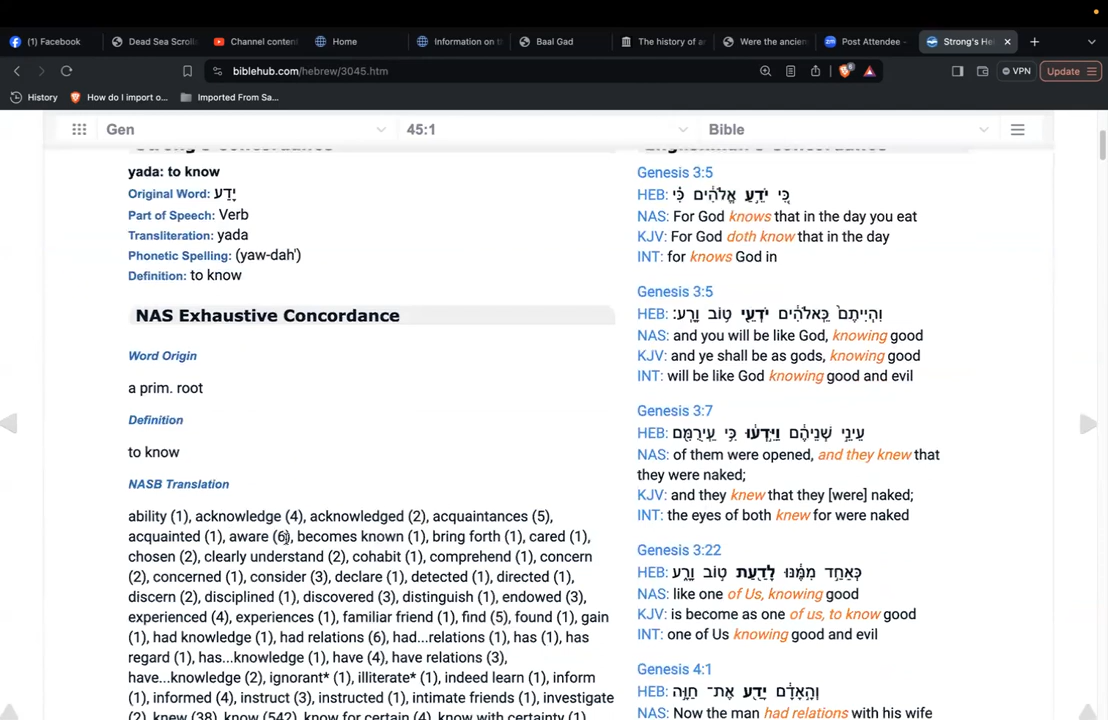 (1) Facebook
Dead Sea Scroll
Channel content
Home
Information on t
Baal Gad
The history of a
Were the ancien
Post Attendee -
Strong's He
biblehub.com/hebrew/3045.htm
VPN
Update
History
How do I import o...
Imported From Sa...
Gen
45:1
Bible
yada: to know
Original Word: יָדַע
Part of Speech: Verb
Transliteration: yada
Phonetic Spelling: (yaw-dah')
Definition: to know
NAS Exhaustive Concordance
Word Origin
a prim. root
Definition
to know
NASB Translation
ability (1), acknowledge (4), acknowledged (2), acquaintances (5),
acquainted (1), aware (6), becomes known (1), bring forth (1), cared (1),
chosen (2), clearly understand (2), cohabit (1), comprehend (1), concern
(2), concerned (1), consider (3), declare (1), detected (1), directed (1),
discern (2), disciplined (1), discovered (3), distinguish (1), endowed (3),
experienced (4), experiences (1), familiar friend (1), find (5), found (1), gain
(1), had knowledge (1), had relations (6), had...relations (1), has (1), has
regard (1), has...knowledge (1), have (4), have relations (3),
have...knowledge (2), ignorant* (1), illiterate* (1), indeed learn (1), inform
(1), informed (4), instruct (3), instructed (1), intimate friends (1), investigate
(2), knew (38), know (542), know for certain (4), know with certainty (1),
Genesis 3:5
HEB: כִּ֚י יֹדֵ֣עַ אֱלֹהִ֔ים כִּ֗י
NAS: For God knows that in the day you eat
KJV: For God doth know that in the day
INT: for knows God in
Genesis 3:5
HEB: וִהְיִיתֶם֙ כֵּֽאלֹהִ֔ים יֹדְעֵ֖י ט֥וֹב וָרָֽע׃
NAS: and you will be like God, knowing good
KJV: and ye shall be as gods, knowing good
INT: will be like God knowing good and evil
Genesis 3:7
HEB: עֵינֵ֣י שְׁנֵיהֶ֔ם וַיֵּ֣דְע֔וּ כִּ֥י עֵֽירֻמִּ֖ם
NAS: of them were opened, and they knew that
they were naked;
KJV: and they knew that they [were] naked;
INT: the eyes of both knew for were naked
Genesis 3:22
HEB: כְּאַחַ֣ד מִמֶּ֔נּוּ לָדַ֖עַת ט֣וֹב וָרָ֑ע
NAS: like one of Us, knowing good
KJV: is become as one of us, to know good
INT: one of Us knowing good and evil
Genesis 4:1
HEB: וְהָ֣אָדָ֔ם יָדַ֖ע אֶת־ חַוָּ֣ה
NAS: Now the man had relations with his wife